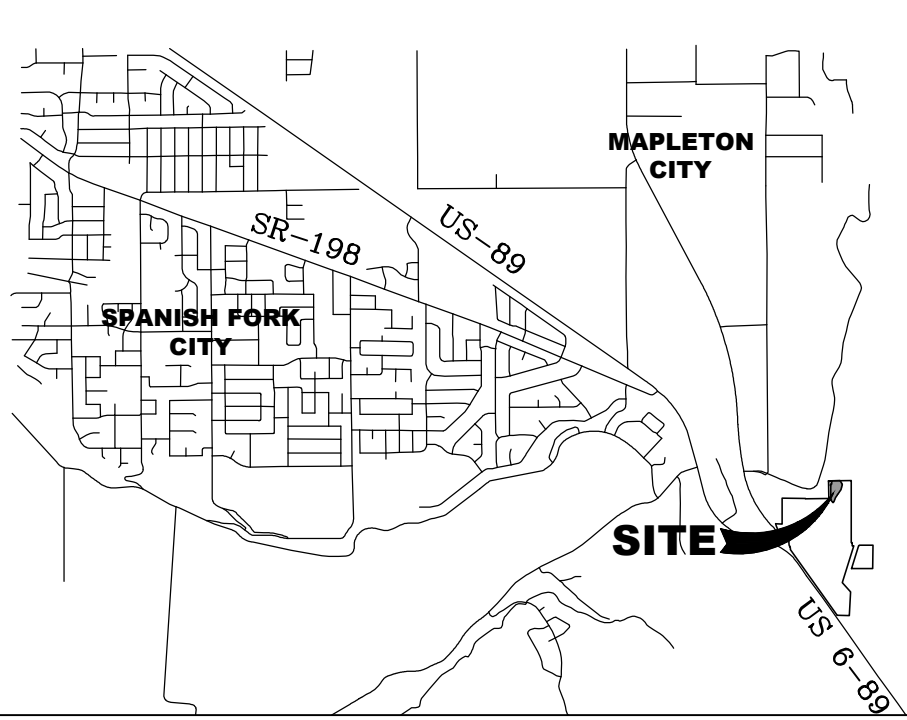 MAPLETON
CITY
US-89
SR-198
SPANISH FORK
CITY
SITE
US 6-89